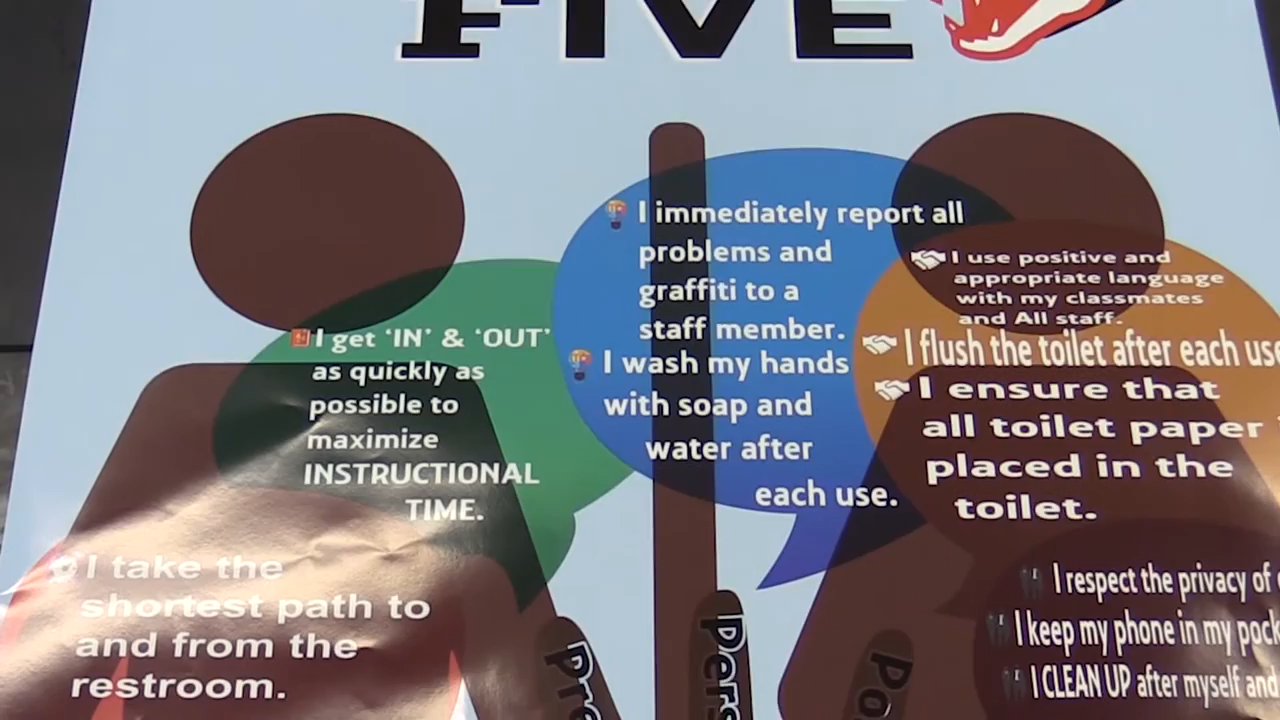 FIVE
I get 'IN' & 'OUT'
as quickly as
possible to
maximize
INSTRUCTIONAL
TIME.
I take the
shortest path to
and from the
restroom.
I immediately report all
problems and
graffiti to a
staff member.
I wash my hands
with soap and
water after
each use.
I use positive and
appropriate language
with my classmates
and All staff.
I flush the toilet after each use
I ensure that
all toilet paper
placed in the
toilet.
I respect the privacy of
I keep my phone in my
I CLEAN UP after myself and